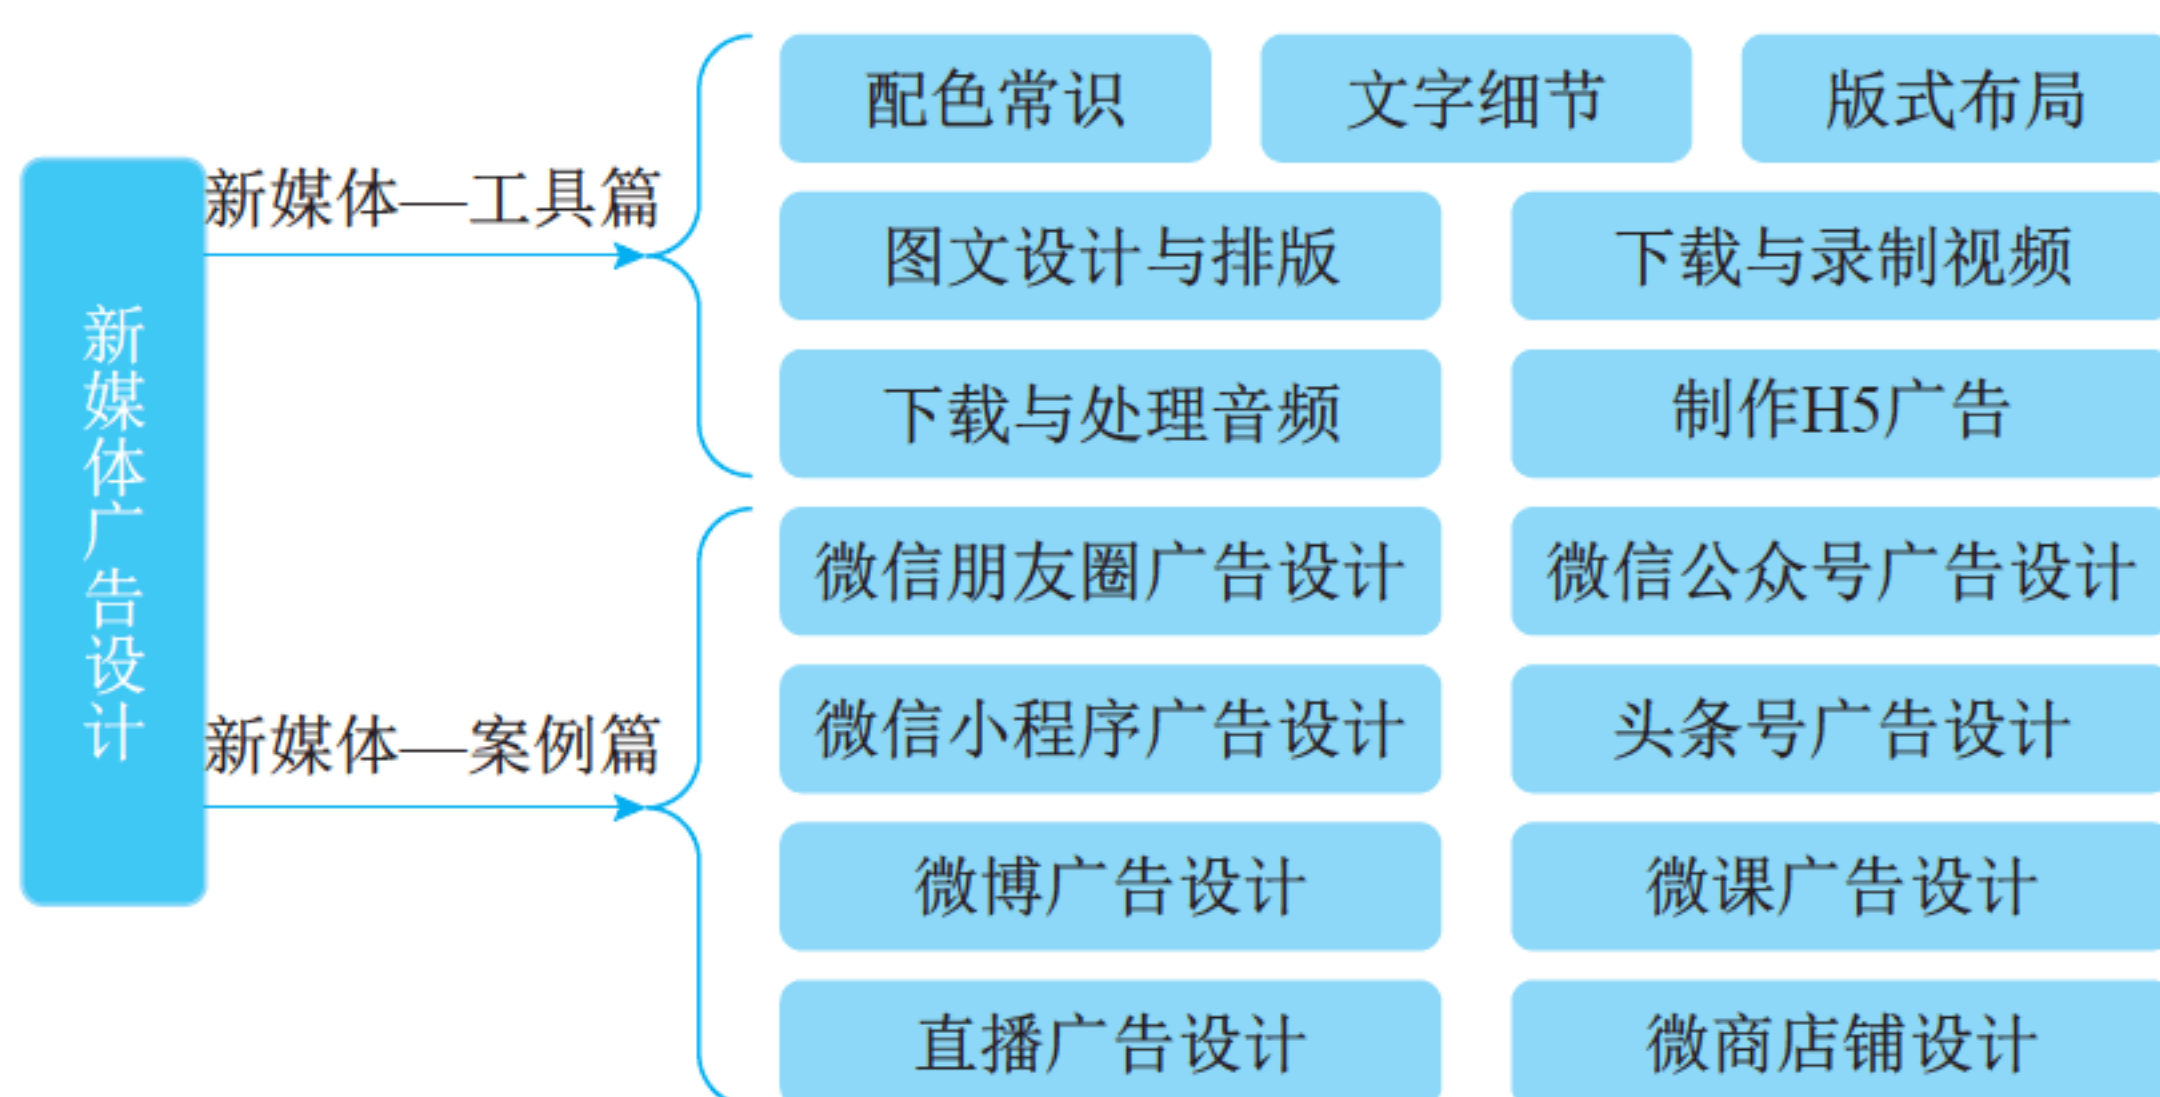 新媒体广告设计
新媒体—工具篇
配色常识
文字细节
版式布局
图文设计与排版
下载与录制视频
下载与处理音频
制作H5广告
新媒体—案例篇
微信朋友圈广告设计
微信公众号广告设计
微信小程序广告设计
头条号广告设计
微博广告设计
微课广告设计
直播广告设计
微商店铺设计